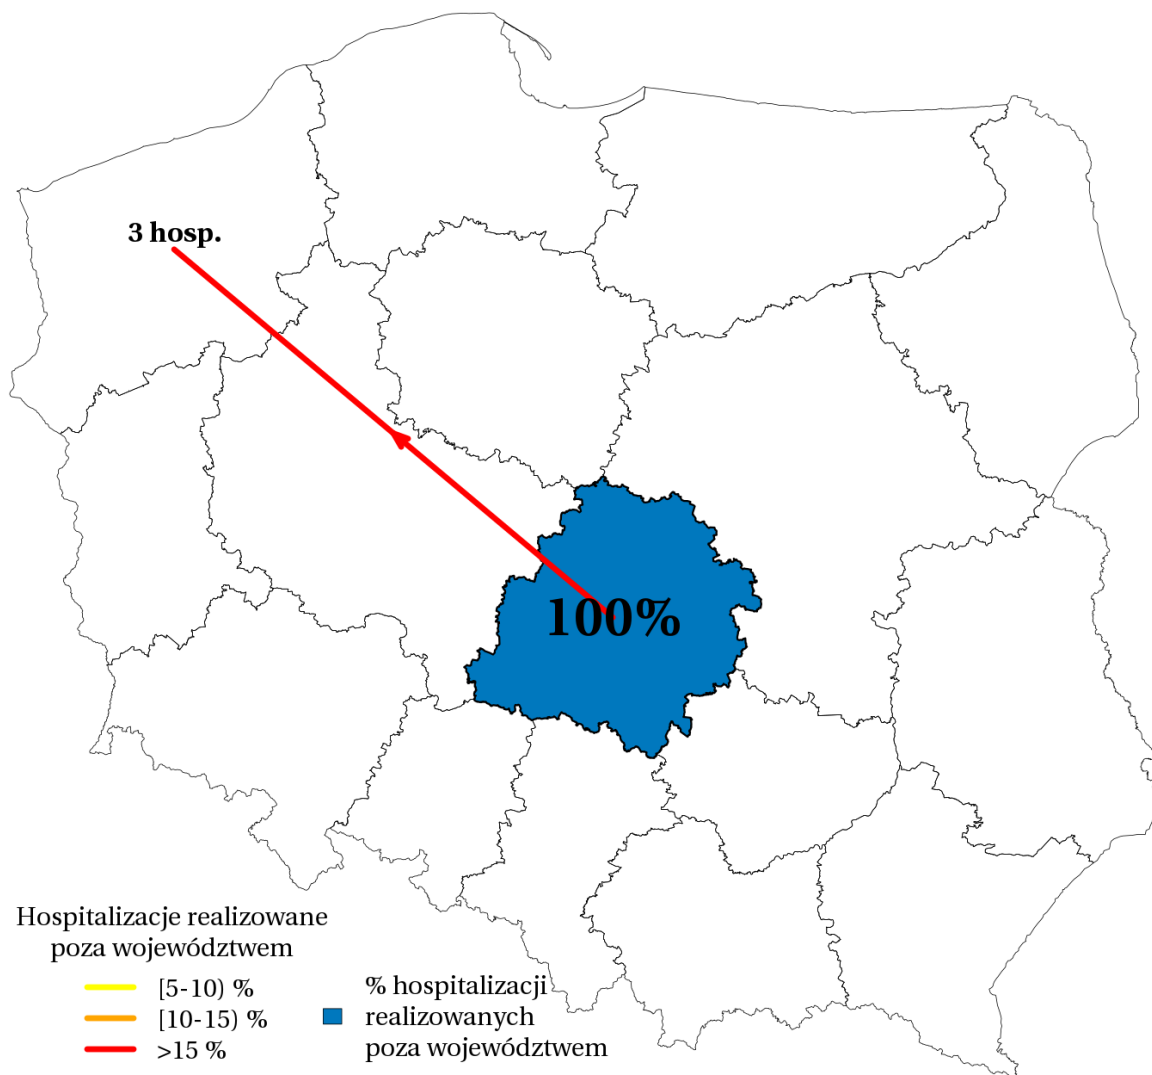 3 hosp.
100%
Hospitalizacje realizowane
poza województwem
[5-10) %
[10-15) %
>15 %
% hospitalizacji
realizowanych
poza województwem